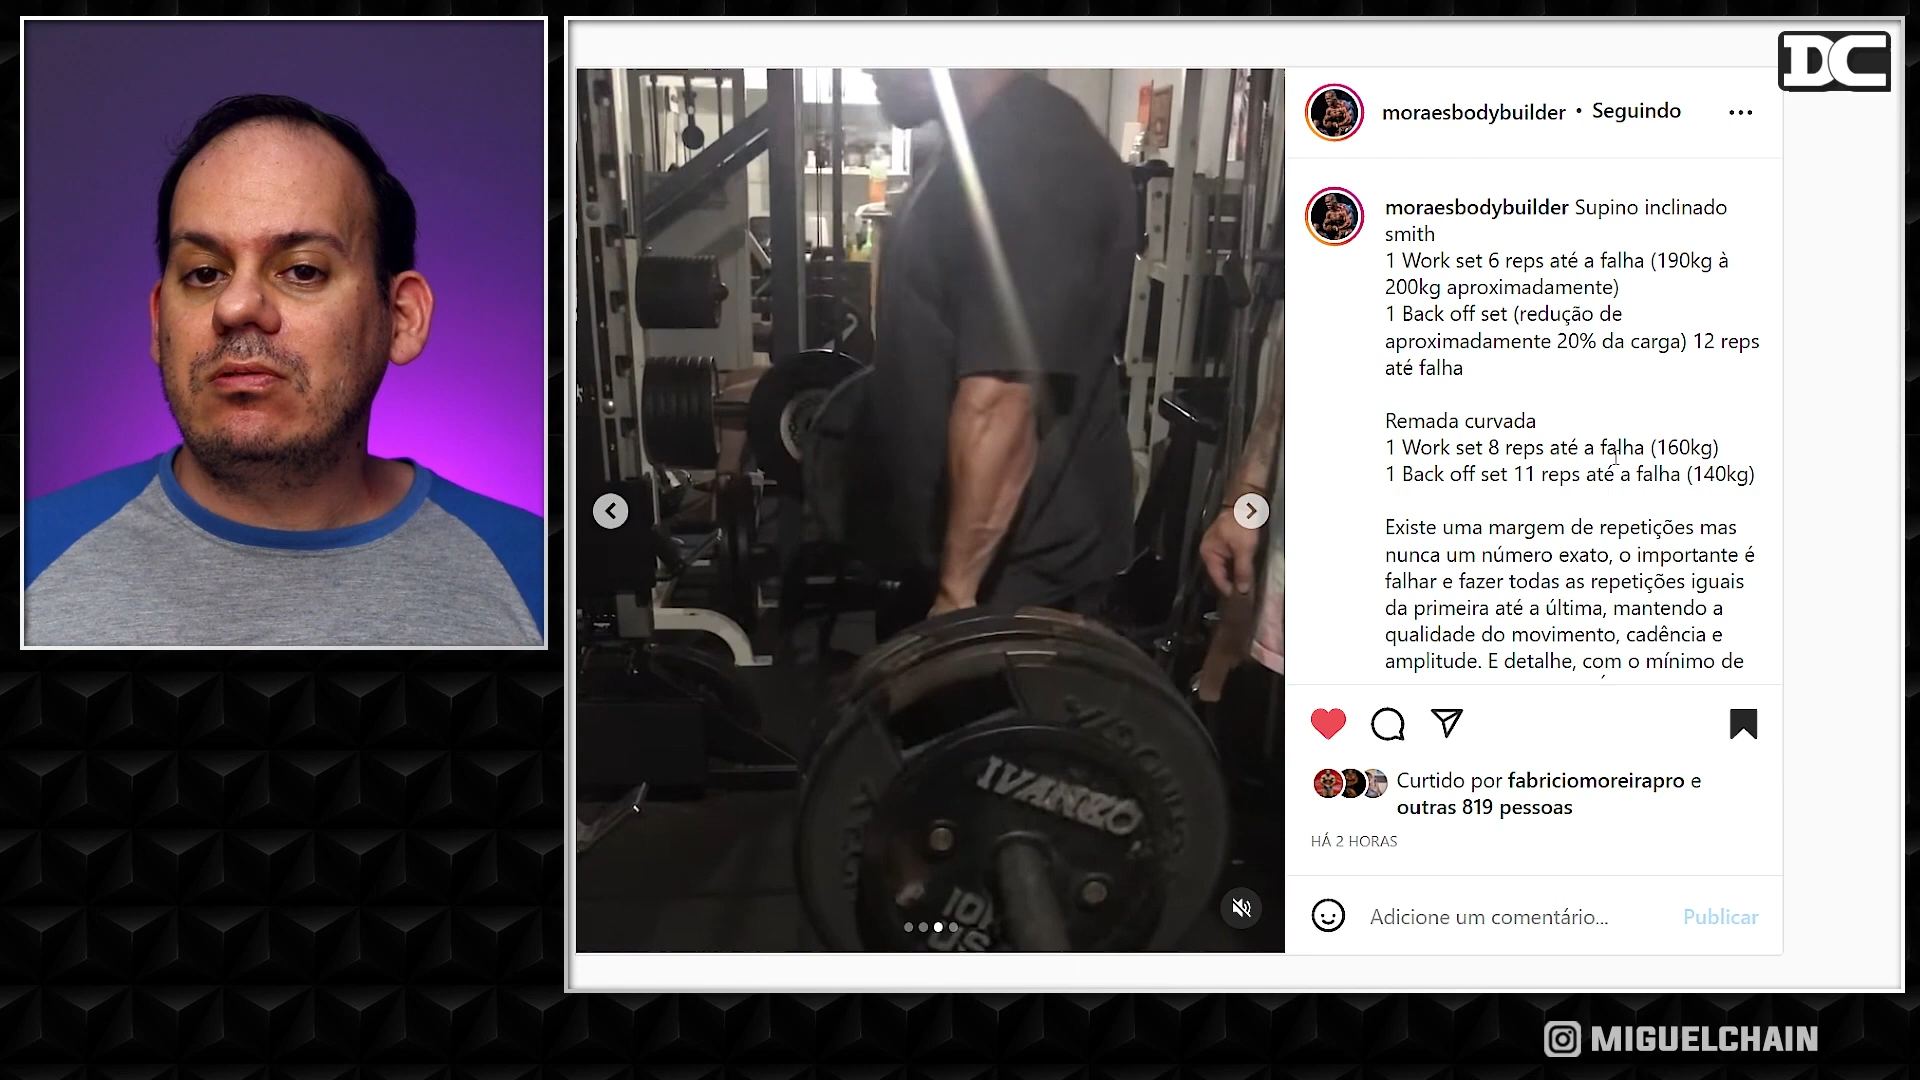 DC
moraesbodybuilder • Seguindo
moraesbodybuilder Supino inclinado
smith
1 Work set 6 reps até a falha (190kg à
200kg aproximadamente)
1 Back off set (redução de
aproximadamente 20% da carga) 12 reps
até falha
Remada curvada
1 Work set 8 reps até a falha (160kg)
1 Back off set 11 reps até a falha (140kg)
Existe uma margem de repetições mas
nunca um número exato, o importante é
falhar e fazer todas as repetições iguais
da primeira até a última, mantendo a
qualidade do movimento, cadência e
amplitude. E detalhe, com o mínimo de
IVANKO
Curtido por fabriciomoreirapro e
outras 819 pessoas
HÁ 2 HORAS
Adicione um comentário...
Publicar
MIGUELCHAIN